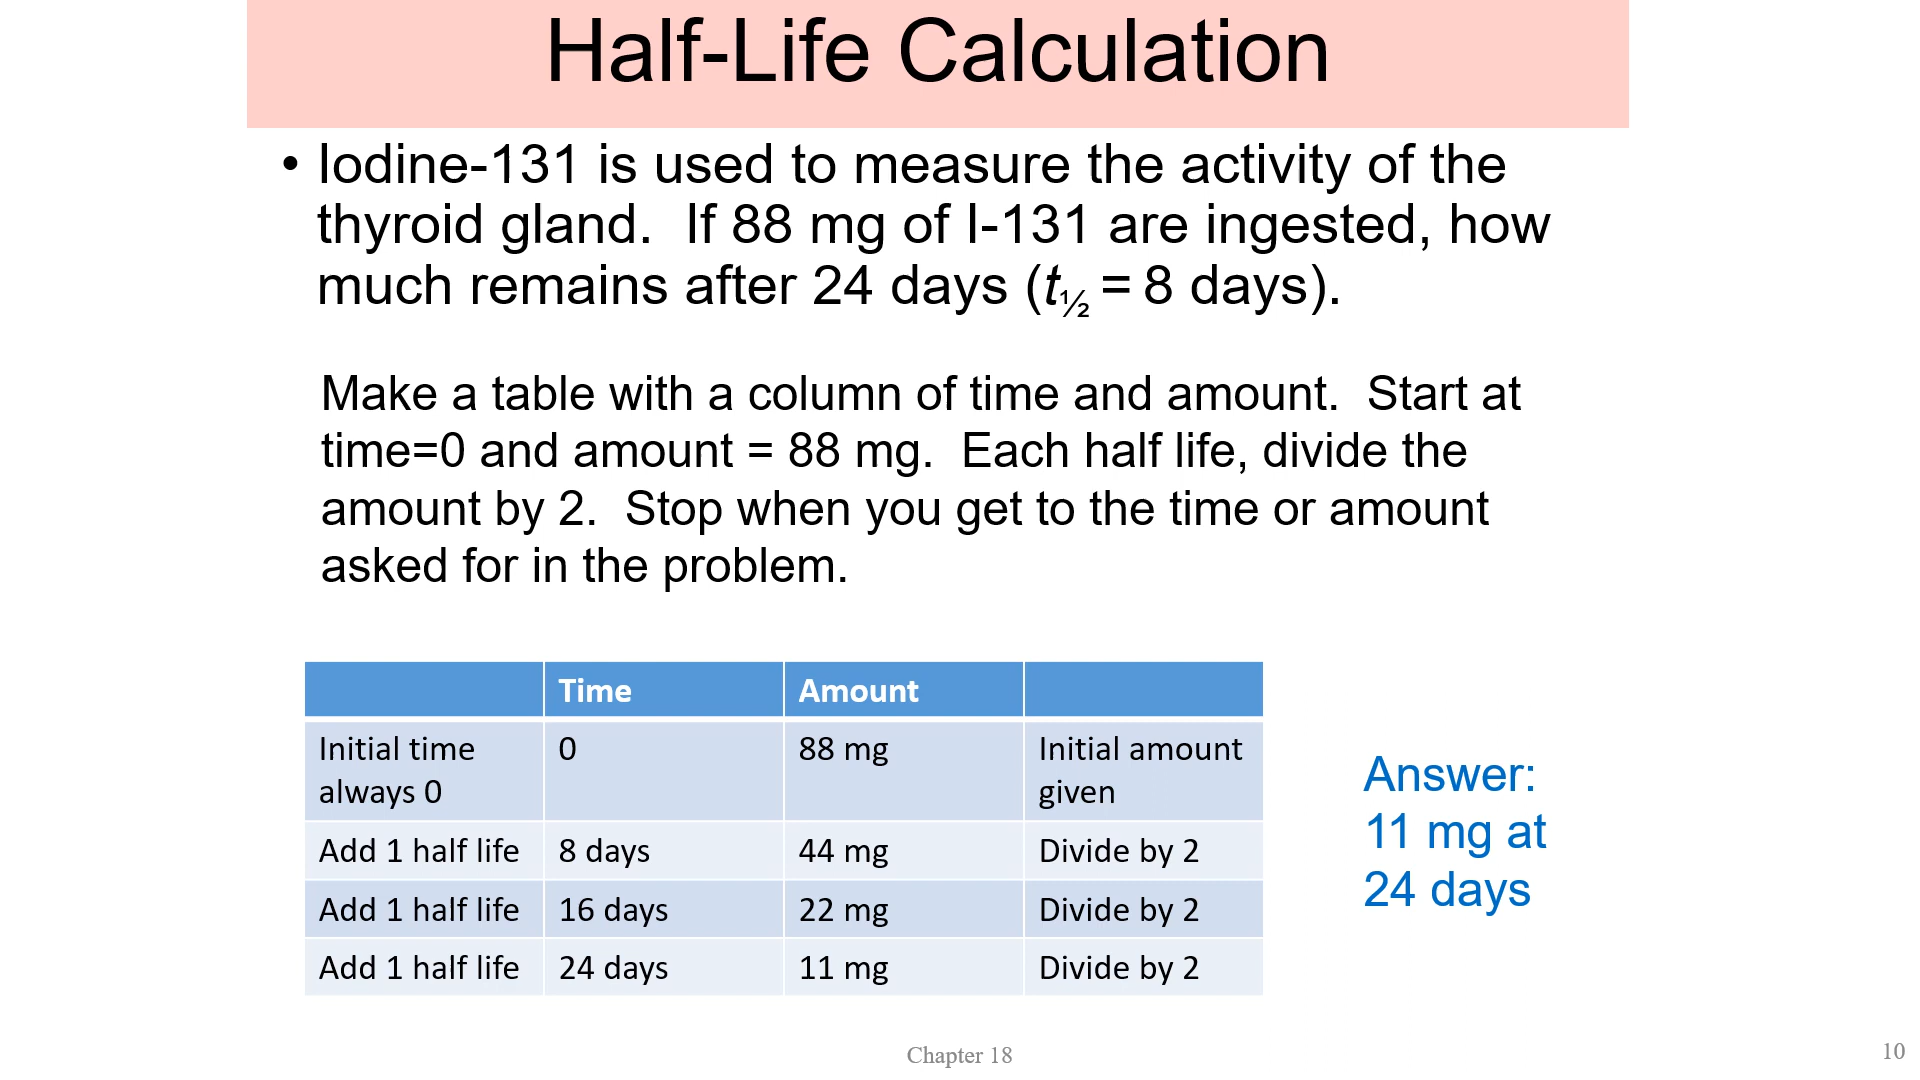 Half-Life Calculation
• Iodine-131 is used to measure the activity of the
thyroid gland.  If 88 mg of I-131 are ingested, how
much remains after 24 days (t½ = 8 days).
Make a table with a column of time and amount.  Start at
time=0 and amount = 88 mg.  Each half life, divide the
amount by 2.  Stop when you get to the time or amount
asked for in the problem.
Time Amount
Initial time always 0 0 88 mg Initial amount given
Add 1 half life 8 days 44 mg Divide by 2
Add 1 half life 16 days 22 mg Divide by 2
Add 1 half life 24 days 11 mg Divide by 2
Answer:
11 mg at
24 days
Chapter 18
10